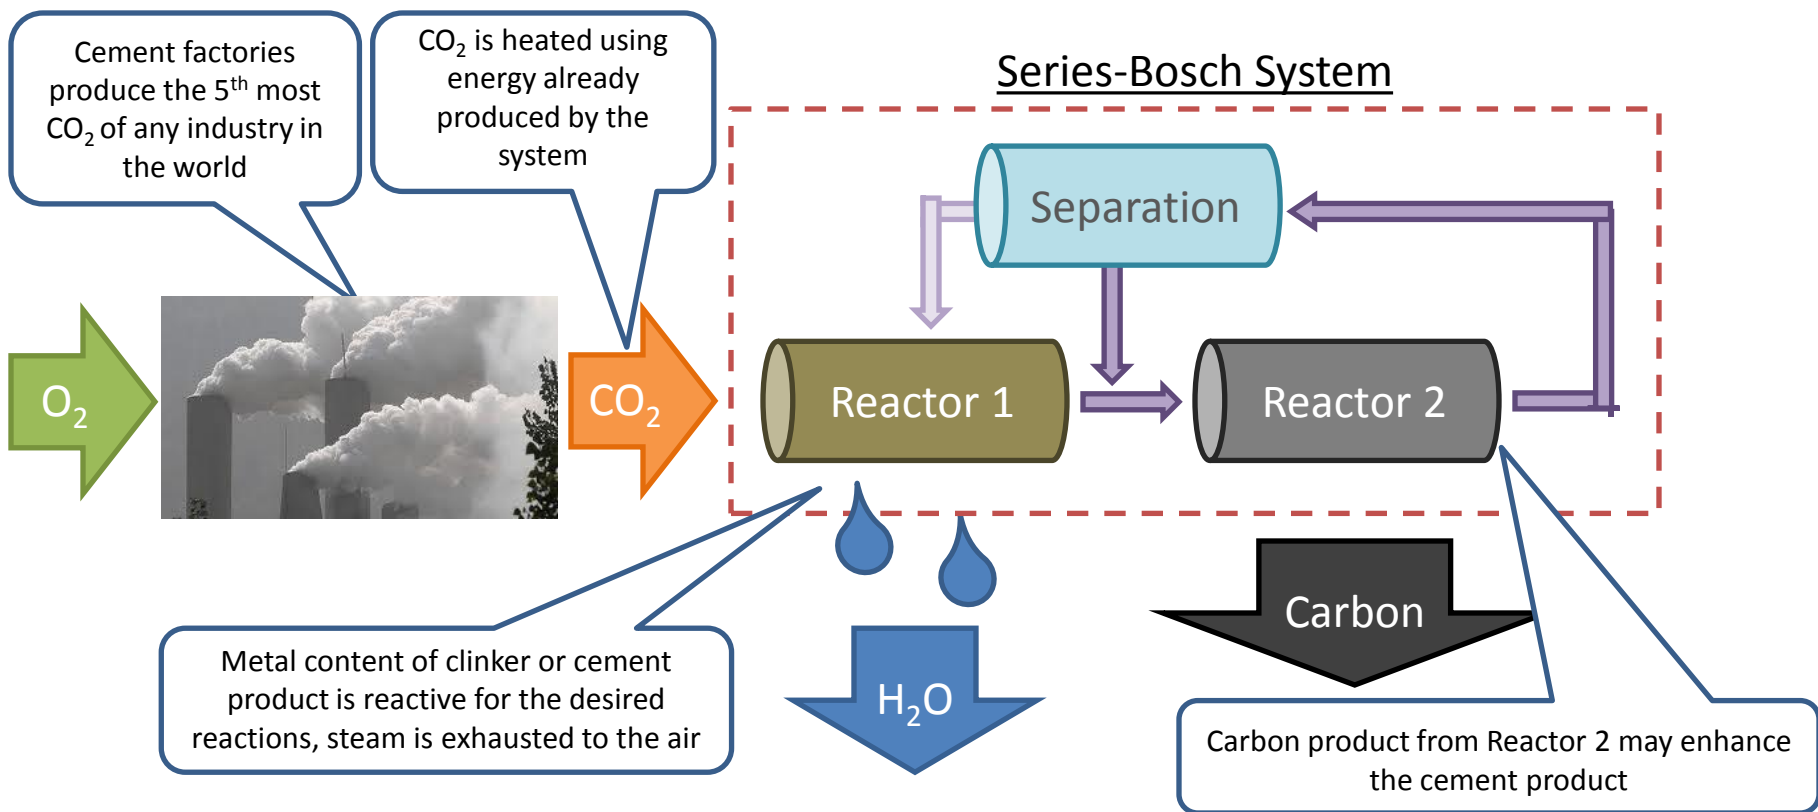 Cement factories
produce the 5th most
CO2 of any industry in
the world
CO2 is heated using
energy already
produced by the
system
Series-Bosch System
Separation
O2
CO2
Reactor 1
Reactor 2
Metal content of clinker or cement
product is reactive for the desired
reactions, steam is exhausted to the air
H2O
Carbon
Carbon product from Reactor 2 may enhance
the cement product